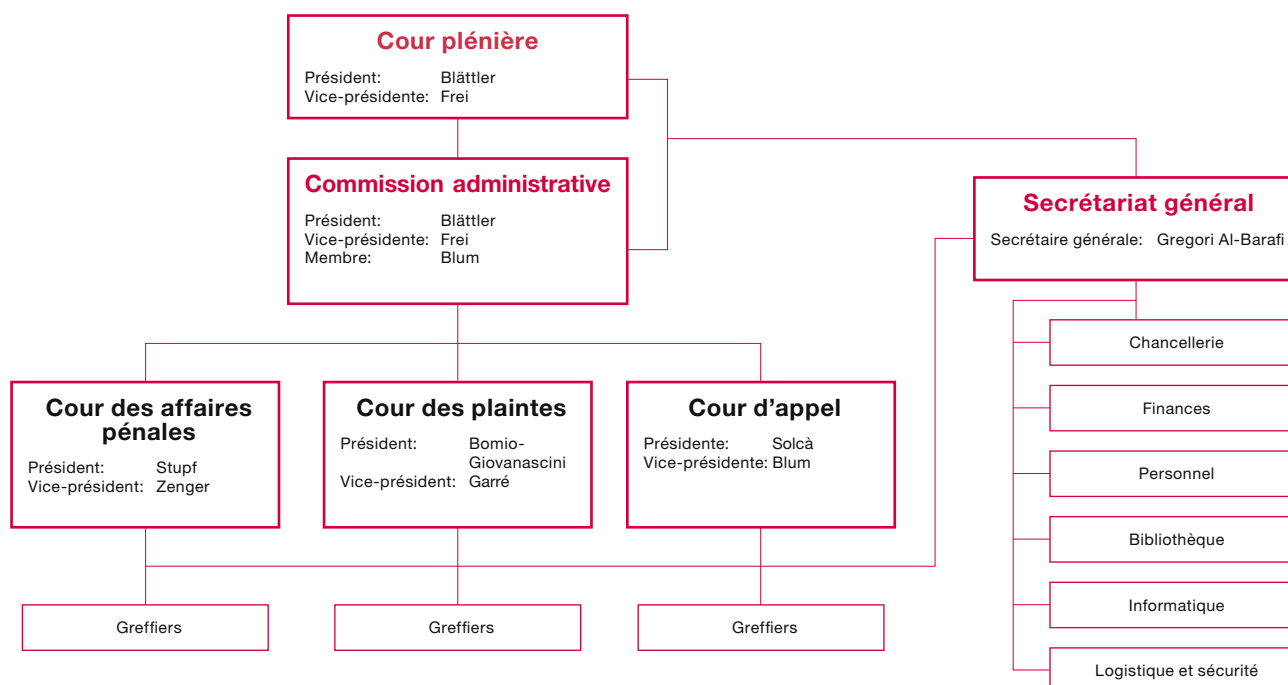 Cour plénière
Président: Blättler
Vice-présidente: Frei
Commission administrative
Président: Blättler
Vice-présidente: Frei
Membre: Blum
Secrétariat général
Secrétaire générale: Gregori Al-Barafi
Chancellerie
Finances
Personnel
Bibliothèque
Informatique
Logistique et sécurité
Cour des affaires
pénales
Président: Stupf
Vice-président: Zenger
Cour des plaintes
Président: Bomio-
Giovanascini
Vice-président: Garré
Cour d'appel
Présidente: Solcà
Vice-présidente: Blum
Greffiers
Greffiers
Greffiers